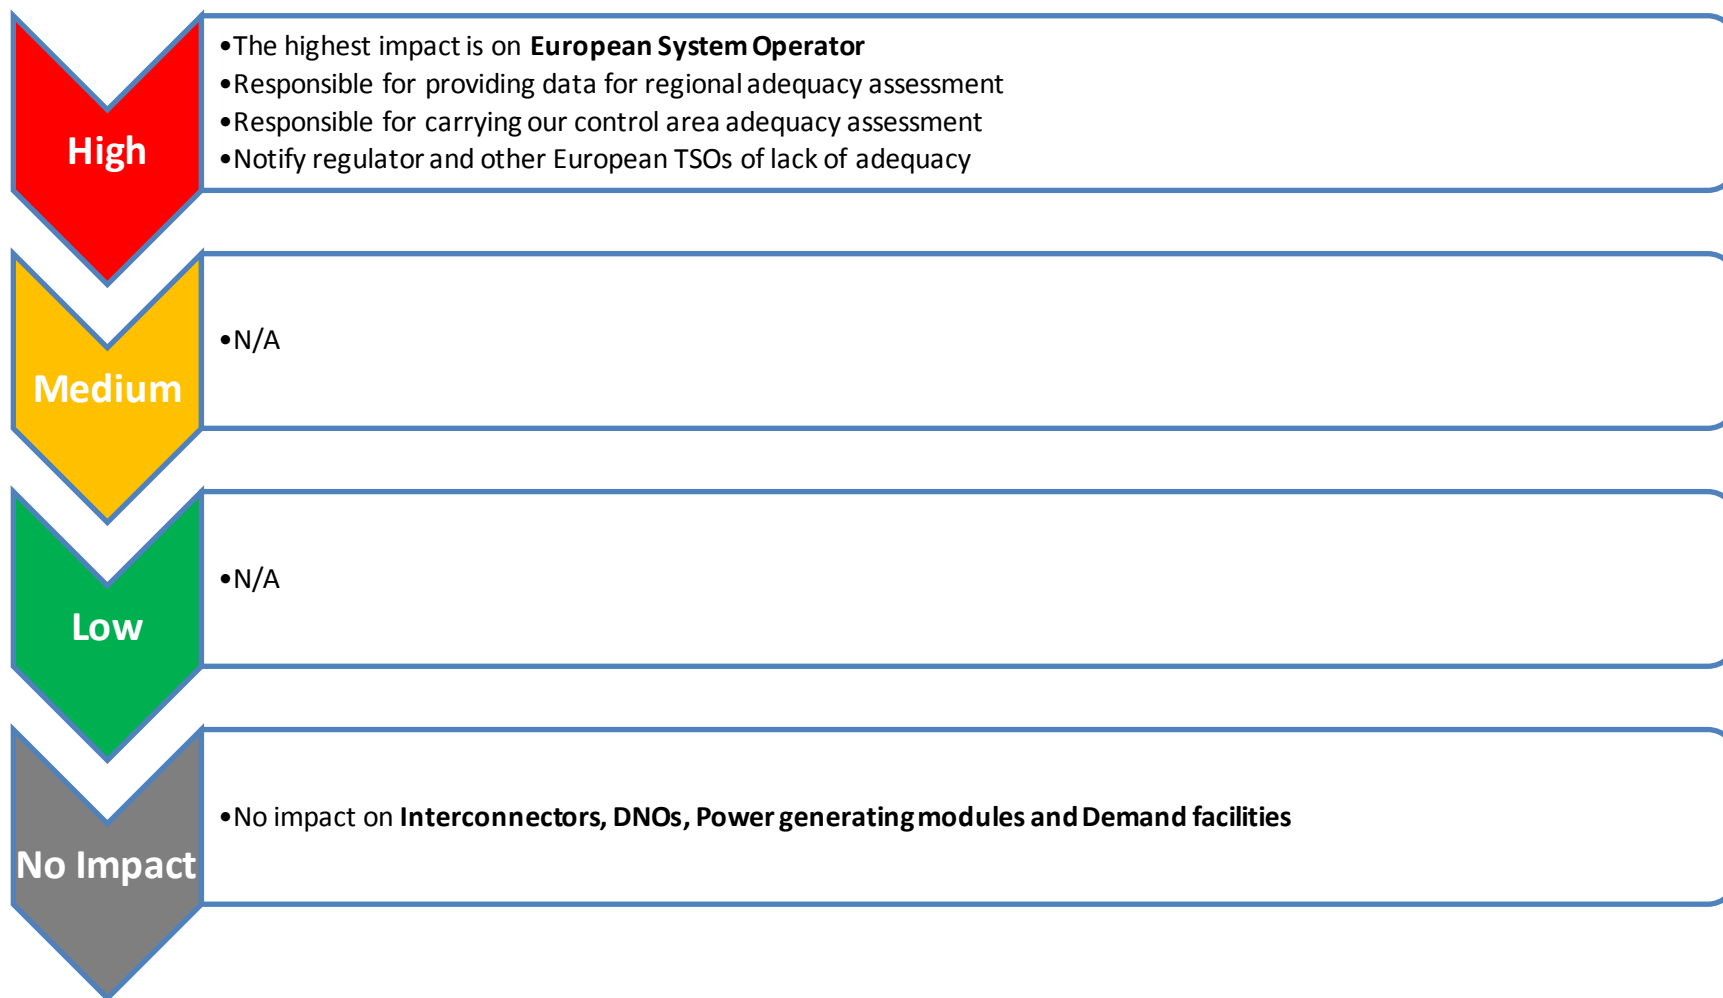 High
•The highest impact is on European System Operator
•Responsible for providing data for regional adequacy assessment
•Responsible for carrying our control area adequacy assessment
•Notify regulator and other European TSOs of lack of adequacy
Medium
•N/A
Low
•N/A
No Impact
•No impact on Interconnectors, DNOs, Power generating modules and Demand facilities